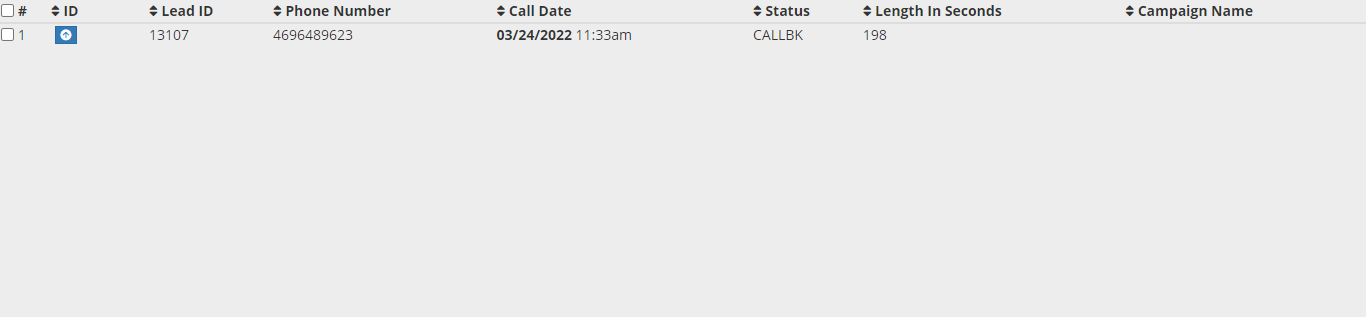 # ID Lead ID Phone Number Call Date Status Length In Seconds Campaign Name
1 13107 4696489623 03/24/2022 11:33am CALLBK 198